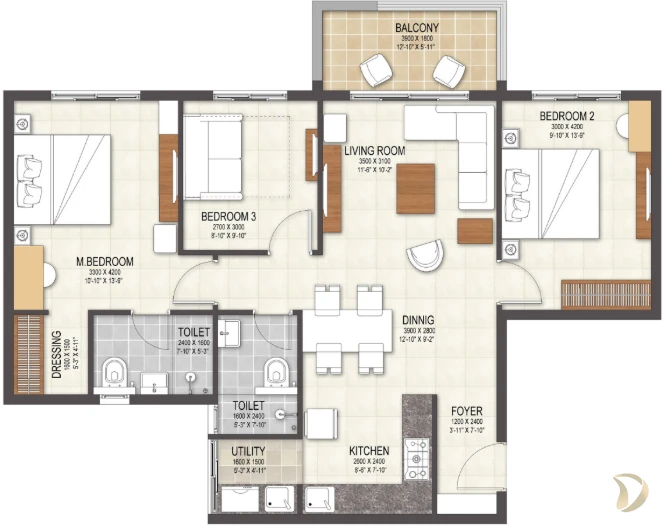 BALCONY
3900 X 1800
12'-10" X 5'-11"
BEDROOM 2
3000 X 4200
9'-10" X 13'-9"
LIVING ROOM
3500 X 3100
11'-6" X 10'-2"
BEDROOM 3
2700 X 3000
8'-10" X 9'-10"
M.BEDROOM
3300 X 4200
10'-10" X 13'-9"
DRESSING
1600 X 1500
5'-3" X 4'-11"
TOILET
2400 X 1600
7'-10" X 5'-3"
DINNIG
3900 X 2800
12'-10" X 9'-2"
TOILET
1600 X 2400
5'-3" X 7'-10"
FOYER
1200 X 2400
3'-11" X 7'-10"
UTILITY
1600 X 1500
5'-3" X 4'-11"
KITCHEN
2600 X 2400
8'-6" X 7'-10"